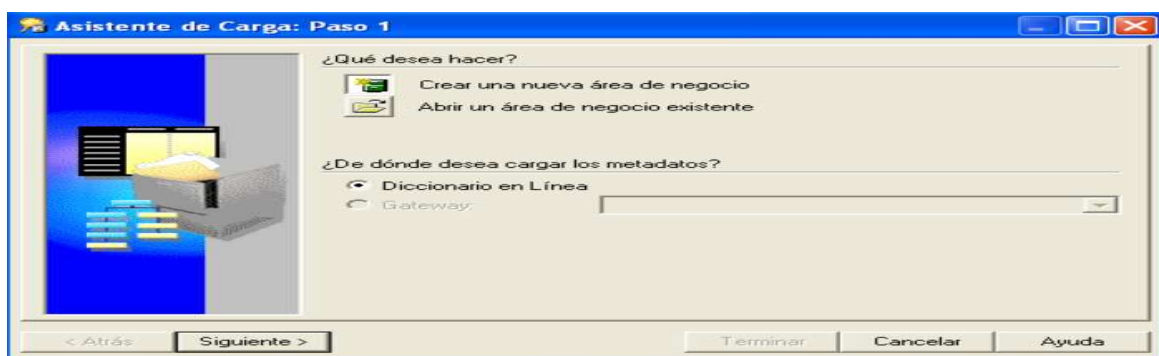 Asistente de Carga: Paso 1
¿Qué desea hacer?
Crear una nueva área de negocio
Abrir un área de negocio existente
¿De dónde desea cargar los metadatos?
Diccionario en Línea
Gateway:
< Atrás Siguiente > Terminar Cancelar Ayuda